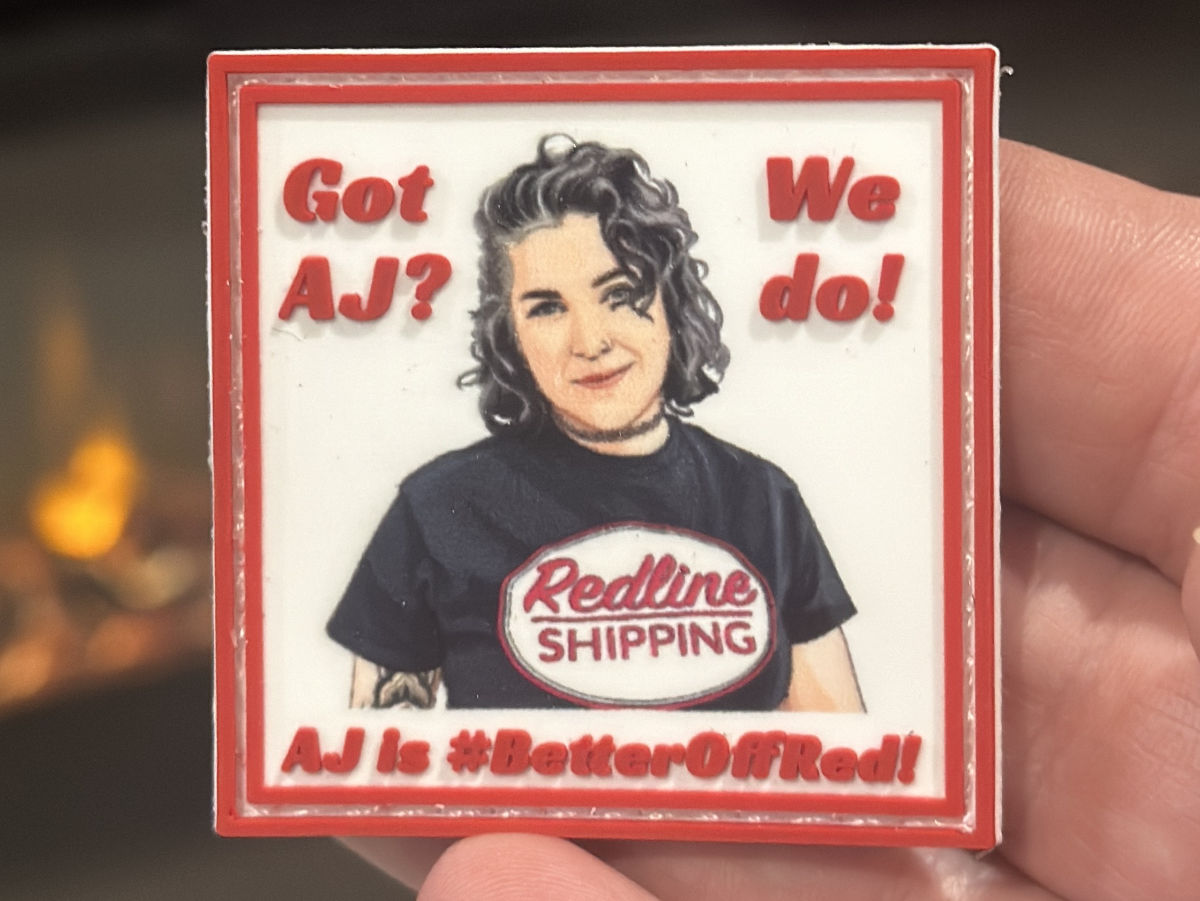 Got
AJ?
We
do!
Redline
SHIPPING
AJ is #BetterOffRed!